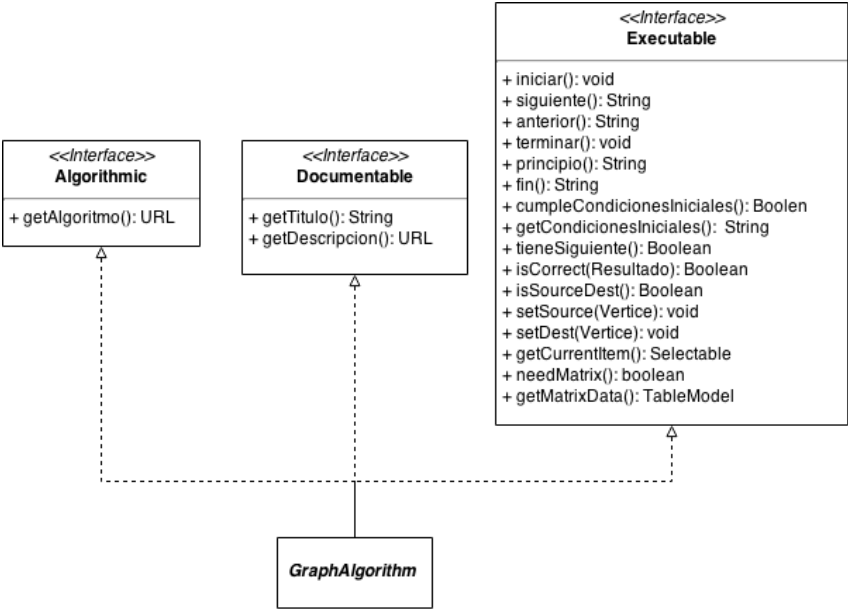 <<Interface>>
Algorithmic
+ getAlgoritmo(): URL
<<Interface>>
Documentable
+ getTitulo(): String
+ getDescripcion(): URL
<<Interface>>
Executable
+ iniciar(): void
+ siguiente(): String
+ anterior(): String
+ terminar(): void
+ principio(): String
+ fin(): String
+ cumpleCondicionesIniciales(): Boolen
+ getCondicionesIniciales(): String
+ tieneSiguiente(): Boolean
+ isCorrect(Resultado): Boolean
+ isSourceDest(): Boolean
+ setSource(Vertice): void
+ setDest(Vertice): void
+ getCurrentItem(): Selectable
+ needMatrix(): boolean
+ getMatrixData(): TableModel
GraphAlgorithm